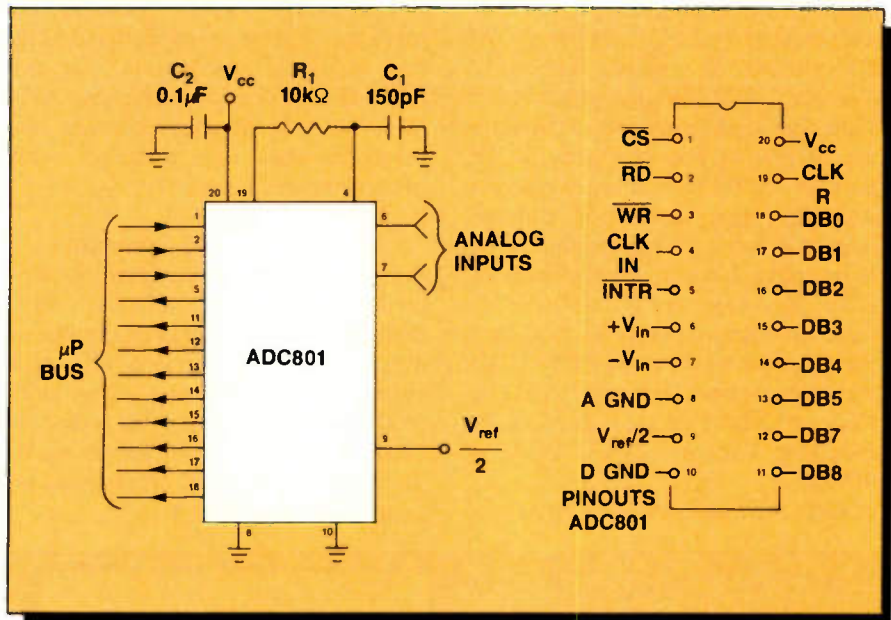 C2 Vcc R1 C1
0.1µF 10kΩ 150pF
20 19 4
1
2
5
11
12
13
14
15
16
17
18
µP
BUS
ADC801
6
7
ANALOG
INPUTS
9
Vref
2
8 10
CS 1 20 Vcc
RD 2 19 CLK
R
WR 3 18 DB0
CLK
IN 4 17 DB1
INTR 5 16 DB2
+Vin 6 15 DB3
−Vin 7 14 DB4
A GND 8 13 DB5
Vref/2 9 12 DB7
D GND 10 11 DB8
PINOUTS
ADC801